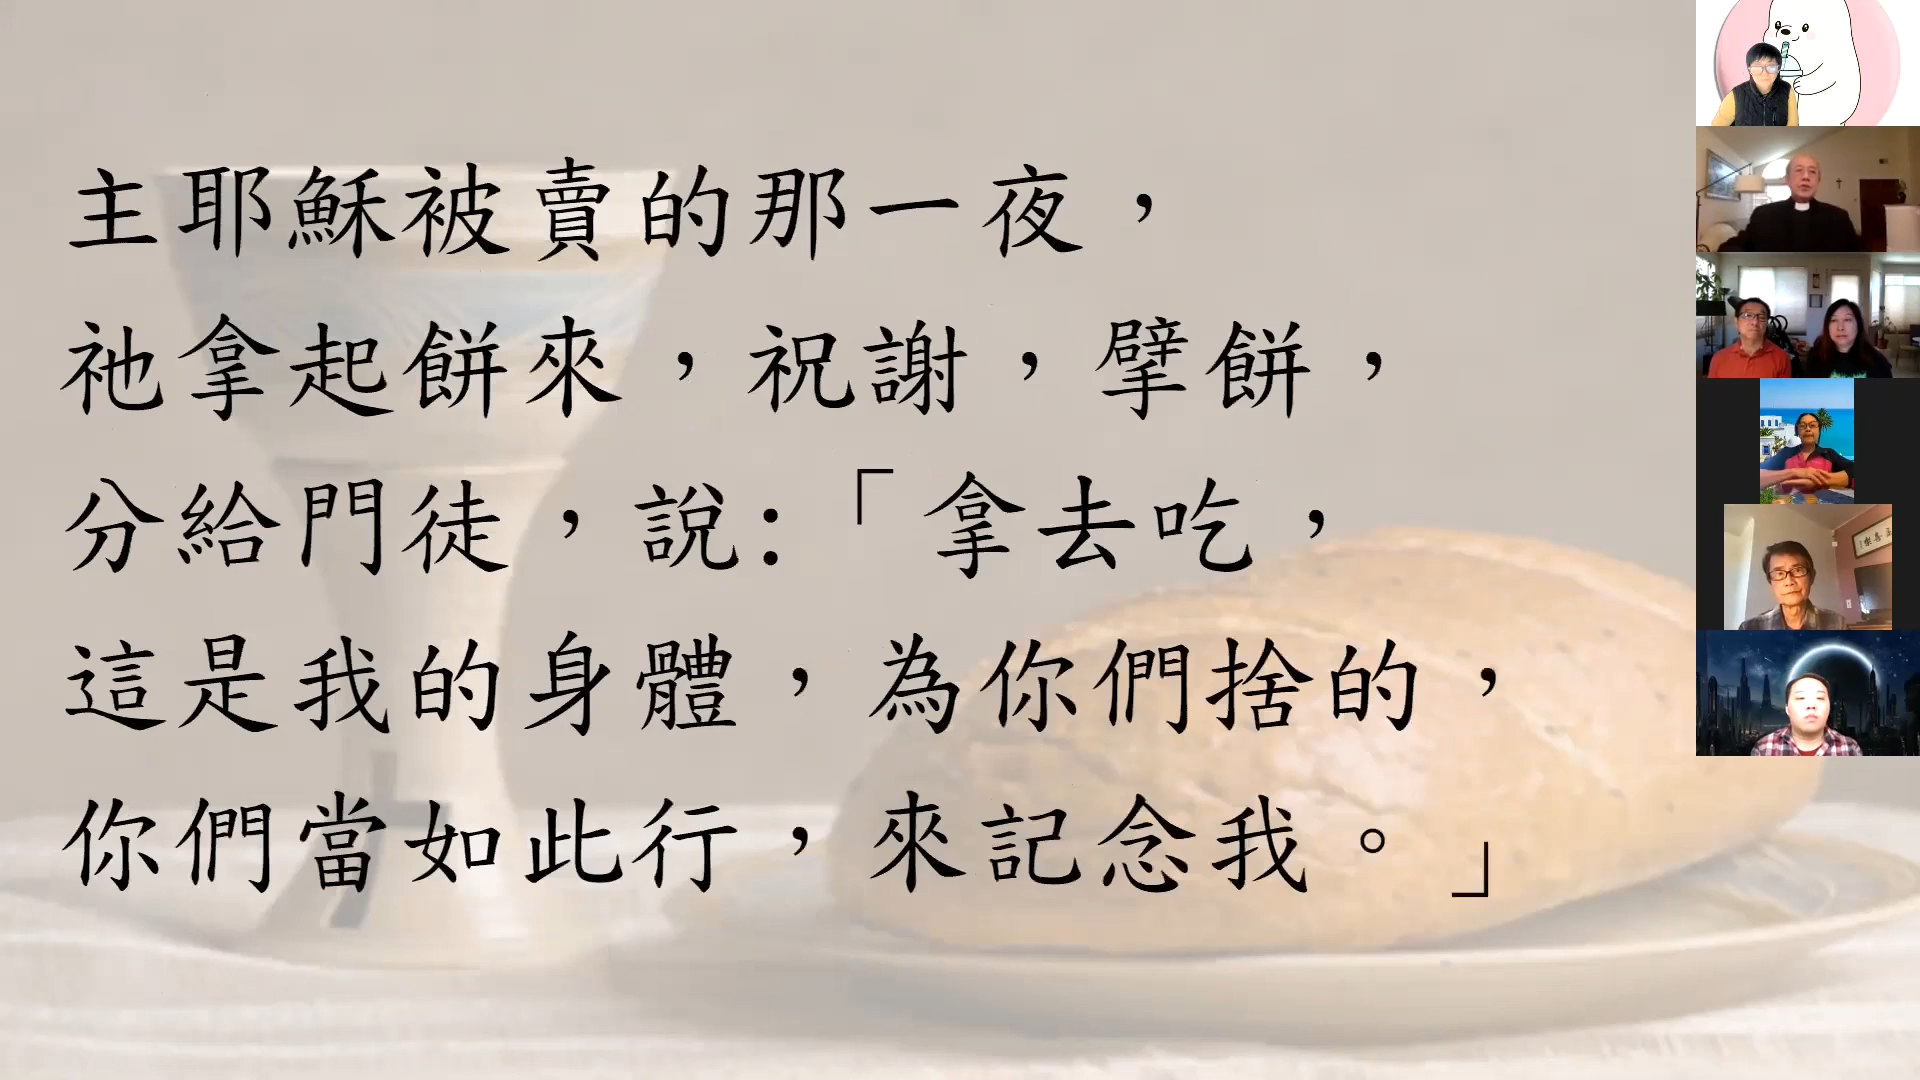 主耶穌被賣的那一夜，
祂拿起餅來，祝謝，擘餅，
分給門徒，說:「拿去吃，
這是我的身體，為你們捨的，
你們當如此行，來記念我。」